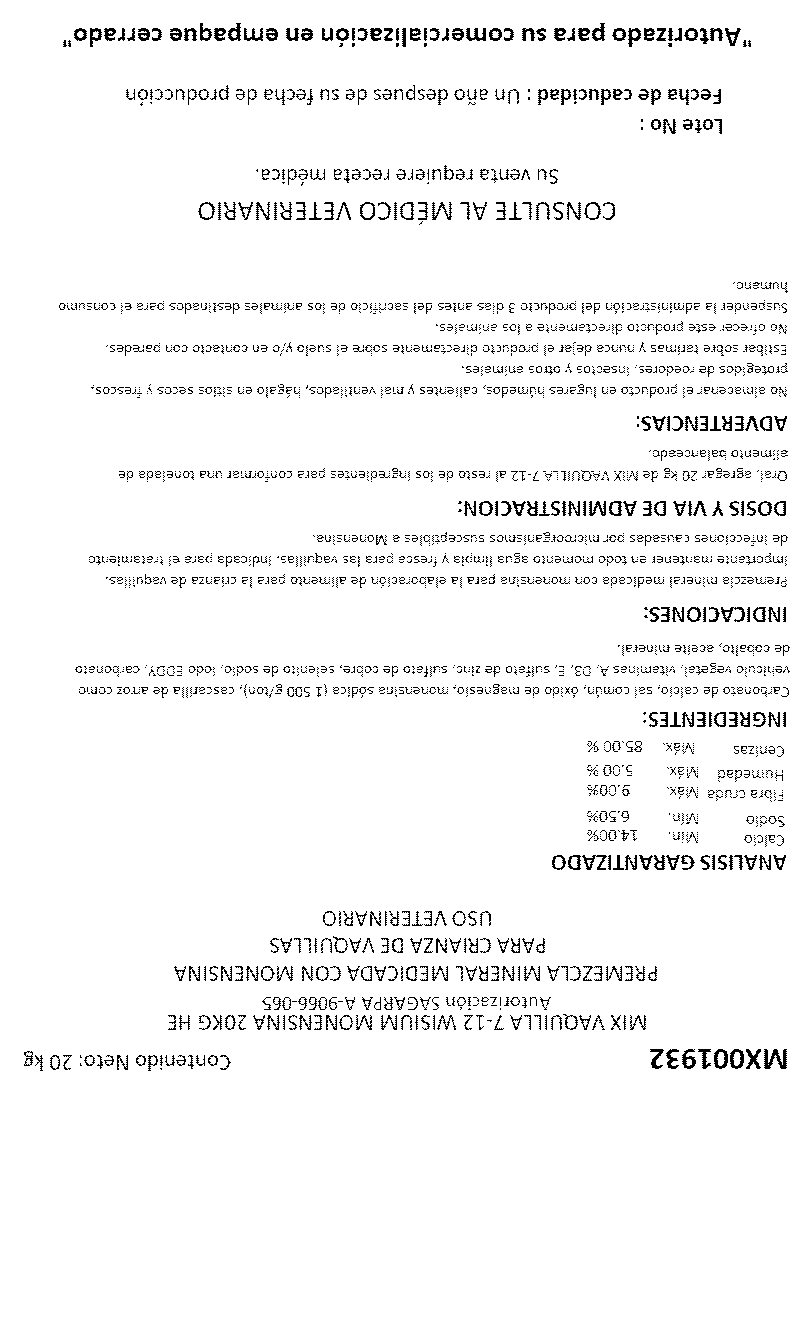 MX001932 Contenido Neto: 20 kg
MIX VAQUILLA 7-12 WISIUM MONENSINA 20KG HE
Autorización SAGARPA A-9066-065
PREMEZCLA MINERAL MEDICADA CON MONENSINA
PARA CRIANZA DE VAQUILLAS
USO VETERINARIO
ANALISIS GARANTIZADO
Calcio Min. 14.00%
Sodio Mín. 6.50%
Fibra cruda Máx. 9.00%
Humedad Máx. 5.00 %
Cenizas Máx. 85.00 %
INGREDIENTES:
Carbonato de calcio, sal común, óxido de magnesio, monensina sódica (1 500 g/ton), cascarilla de arroz como
vehículo vegetal, vitaminas A, D3, E, sulfato de zinc, sulfato de cobre, selenito de sodio, Iodo EDDY, carbonato
de cobalto, aceite mineral.
INDICACIONES:
Premezcla mineral medicada con monensina para la elaboración de alimento para la crianza de vaquillas.
Importante mantener en todo momento agua limpia y fresca para las vaquillas. Indicada para el tratamiento
de infecciones causadas por microorganismos susceptibles a Monensina.
DOSIS Y VIA DE ADMINISTRACION:
Oral, agregar 20 kg de MIX VAQUILLA 7-12 al resto de los ingredientes para conformar una tonelada de
alimento balanceado.
ADVERTENCIAS:
No almacenar el producto en lugares húmedos, calientes y mal ventilados, hágalo en sitios secos y frescos,
protegidos de roedores, insectos y otros animales.
Estibar sobre tarimas y nunca dejar el producto directamente sobre el suelo y/o en contacto con paredes.
No ofrecer este producto directamente a los animales.
Suspender la administración del producto 3 días antes del sacrificio de los animales destinados para el consumo
humano.
CONSULTE AL MÉDICO VETERINARIO
Su venta requiere receta médica.
Lote No :
Fecha de caducidad : Un año despues de su fecha de producción
"Autorizado para su comercialización en empaque cerrado"